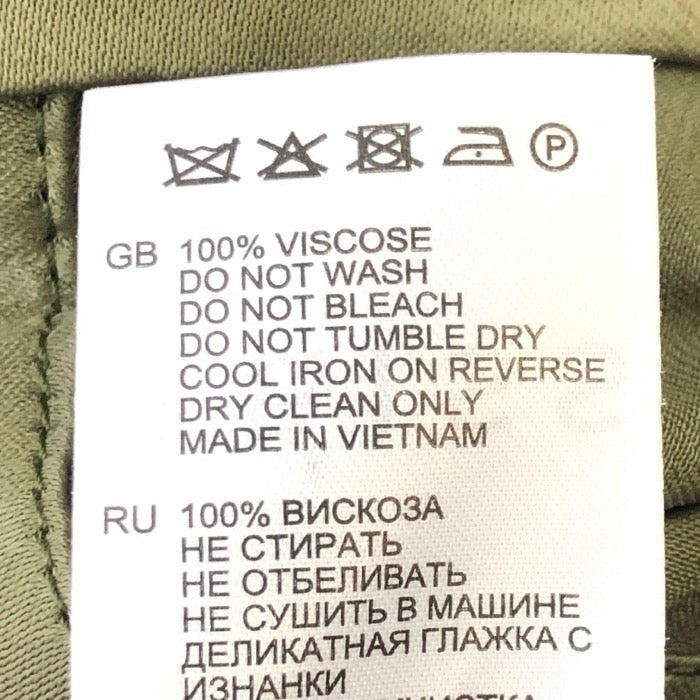 P
GB 100% VISCOSE
DO NOT WASH
DO NOT BLEACH
DO NOT TUMBLE DRY
COOL IRON ON REVERSE
DRY CLEAN ONLY
MADE IN VIETNAM
RU 100% ВИСКОЗА
НЕ СТИРАТЬ
НЕ ОТБЕЛИВАТЬ
НЕ СУШИТЬ В МАШИНЕ
ДЕЛИКАТНАЯ ГЛАЖКА С
ИЗНАНКИ